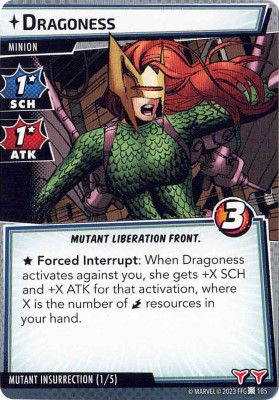 DRAGONESS
MINION
1★
SCH
1★
ATK
3
MUTANT LIBERATION FRONT.
★ Forced Interrupt: When Dragoness
activates against you, she gets +X SCH
and +X ATK for that activation, where
X is the number of resources in
your hand.
© MARVEL © 2023 FFG 185
MUTANT INSURRECTION (1/5)